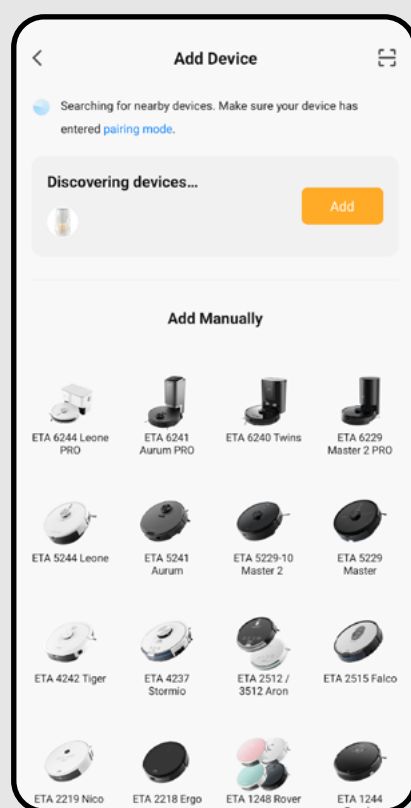 Add Device
Searching for nearby devices. Make sure your device has
entered pairing mode.
Discovering devices...
Add
Add Manually
ETA 6244 Leone
PRO
ETA 6241
Aurum PRO
ETA 6240 Twins
ETA 6229
Master 2 PRO
ETA 5244 Leone
ETA 5241
Aurum
ETA 5229-10
Master 2
ETA 5229
Master
ETA 4242 Tiger
ETA 4237
Stormio
ETA 2512 /
3512 Aron
ETA 2515 Falco
ETA 2219 Nico
ETA 2218 Ergo
ETA 1248 Rover
ETA 1244